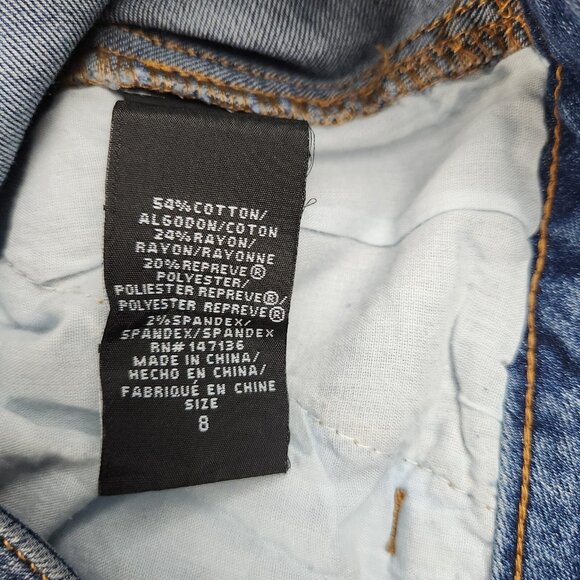 54% COTTON/
ALGODON/COTON
24% RAYON/
RAYON/RAYONNE
20% REPREVE®
POLYESTER/
POLIESTER REPREVE®/
POLYESTER REPREVE®
2% SPANDEX/
SPANDEX/SPANDEX
RN# 147136
MADE IN CHINA/
HECHO EN CHINA/
FABRIQUÉ EN CHINE
SIZE
8